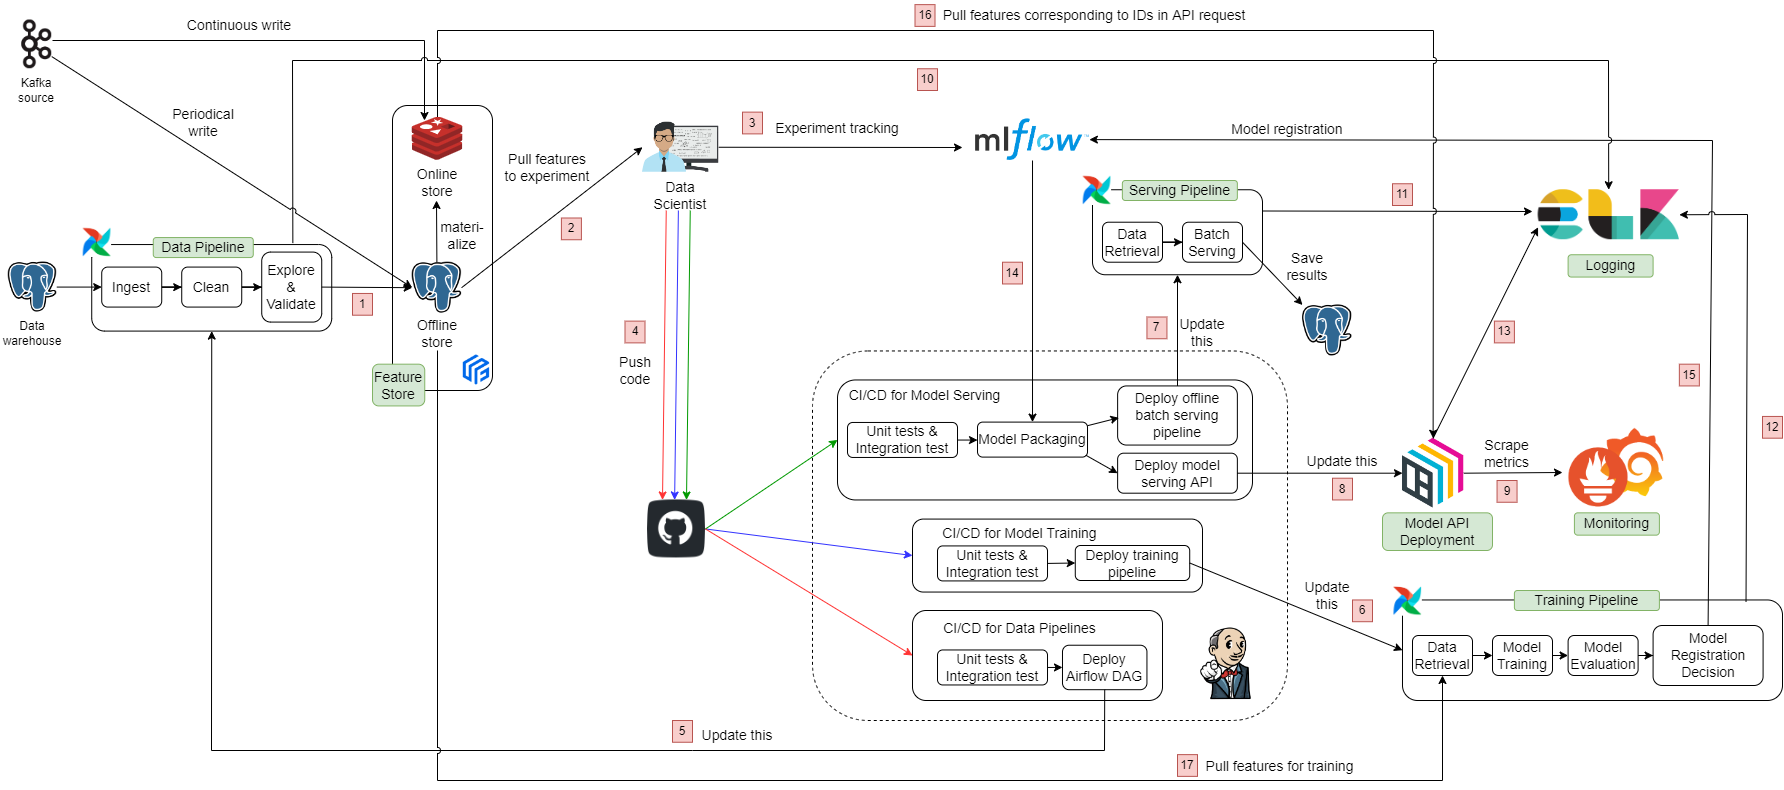 16
Pull features corresponding to IDs in API request
Continuous write
Kafka
source
10
Periodical
write
3
Experiment tracking
mlflow
Model registration
Online
store
Pull features
to experiment
Data
Scientist
2
materi-
alize
Serving Pipeline
11
Data
Retrieval
Batch
Serving
Save
results
Logging
Data Pipeline
Ingest
Clean
Explore
&
Validate
1
Data
warehouse
Offline
store
Feature
Store
14
4
Push
code
7
Update
this
13
15
12
CI/CD for Model Serving
Unit tests &
Integration test
Model Packaging
Deploy offline
batch serving
pipeline
Deploy model
serving API
Update this
8
Scrape
metrics
9
Model API
Deployment
Monitoring
CI/CD for Model Training
Unit tests &
Integration test
Deploy training
pipeline
Update
this
6
Training Pipeline
Data
Retrieval
Model
Training
Model
Evaluation
Model
Registration
Decision
CI/CD for Data Pipelines
Unit tests &
Integration test
Deploy
Airflow DAG
5
Update this
17
Pull features for training